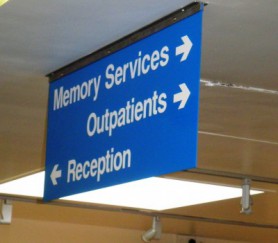 Memory Services →
Outpatients →
← Reception